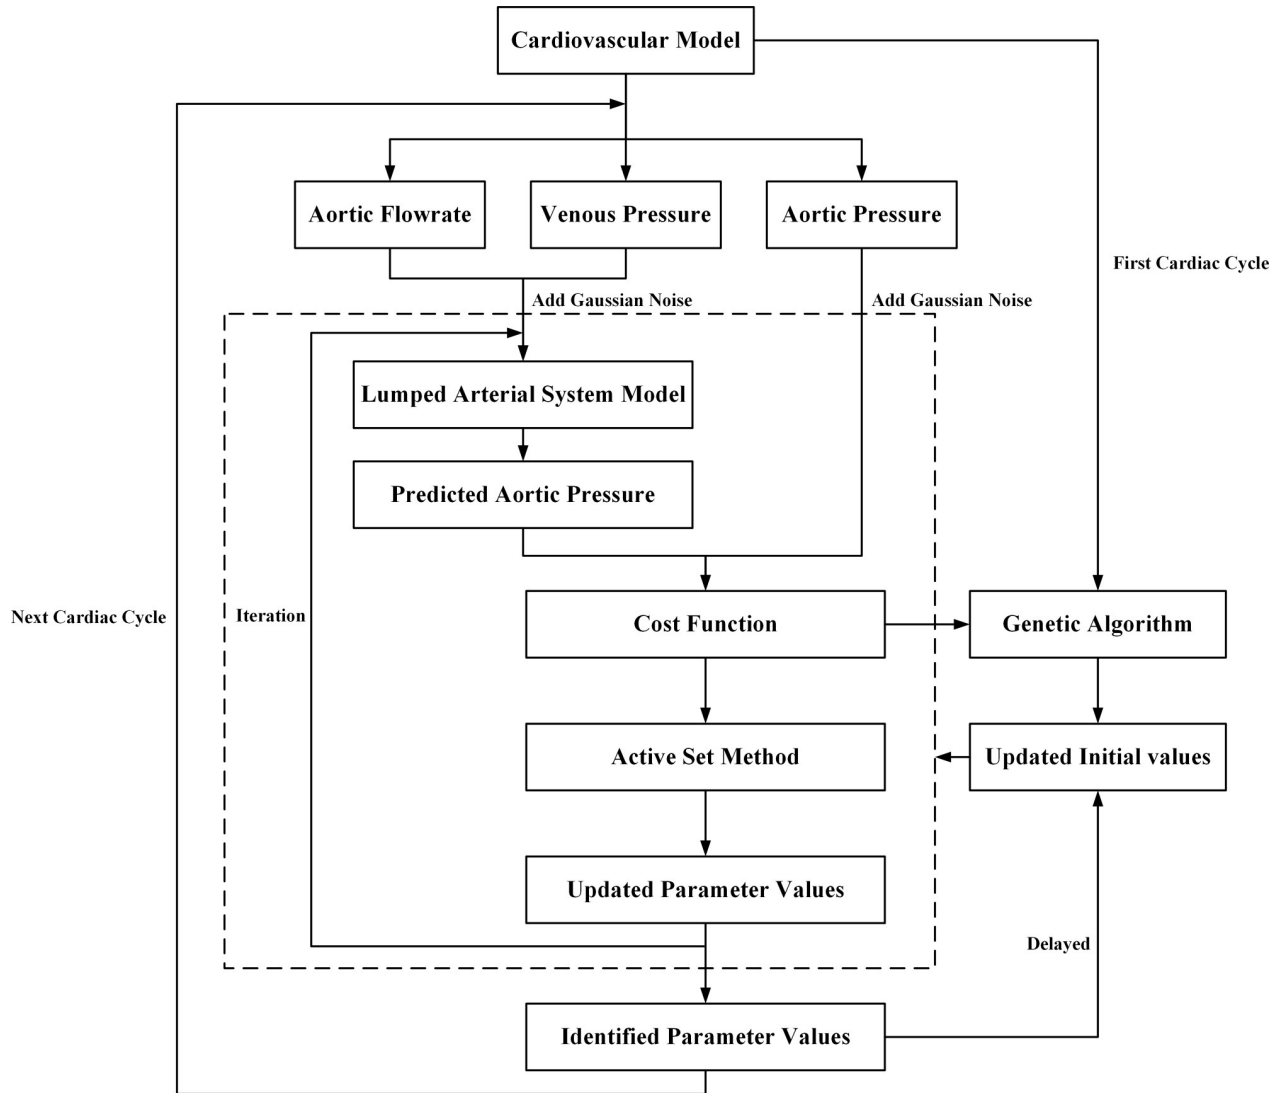 Cardiovascular Model
Aortic Flowrate
Venous Pressure
Aortic Pressure
First Cardiac Cycle
Add Gaussian Noise
Add Gaussian Noise
Lumped Arterial System Model
Predicted Aortic Pressure
Next Cardiac Cycle
Iteration
Cost Function
Genetic Algorithm
Active Set Method
Updated Initial values
Updated Parameter Values
Delayed
Identified Parameter Values